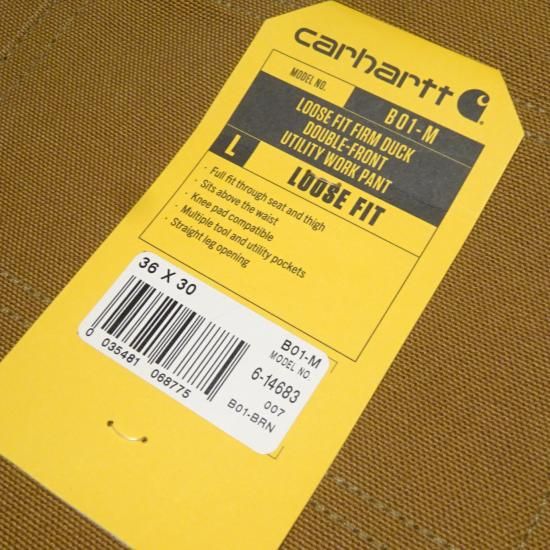 carhartt
MODEL NO.
B01-M
LOOSE FIT FIRM DUCK
DOUBLE-FRONT
UTILITY WORK PANT
L
LOOSE FIT
· Full fit through seat and thigh
· Sits above the waist
· Knee pad compatible
· Multiple tool and utility pockets
· Straight leg opening
36 X 30
0 035481 068775
B01-M
MODEL NO.
6-14683
007
B01-BRN